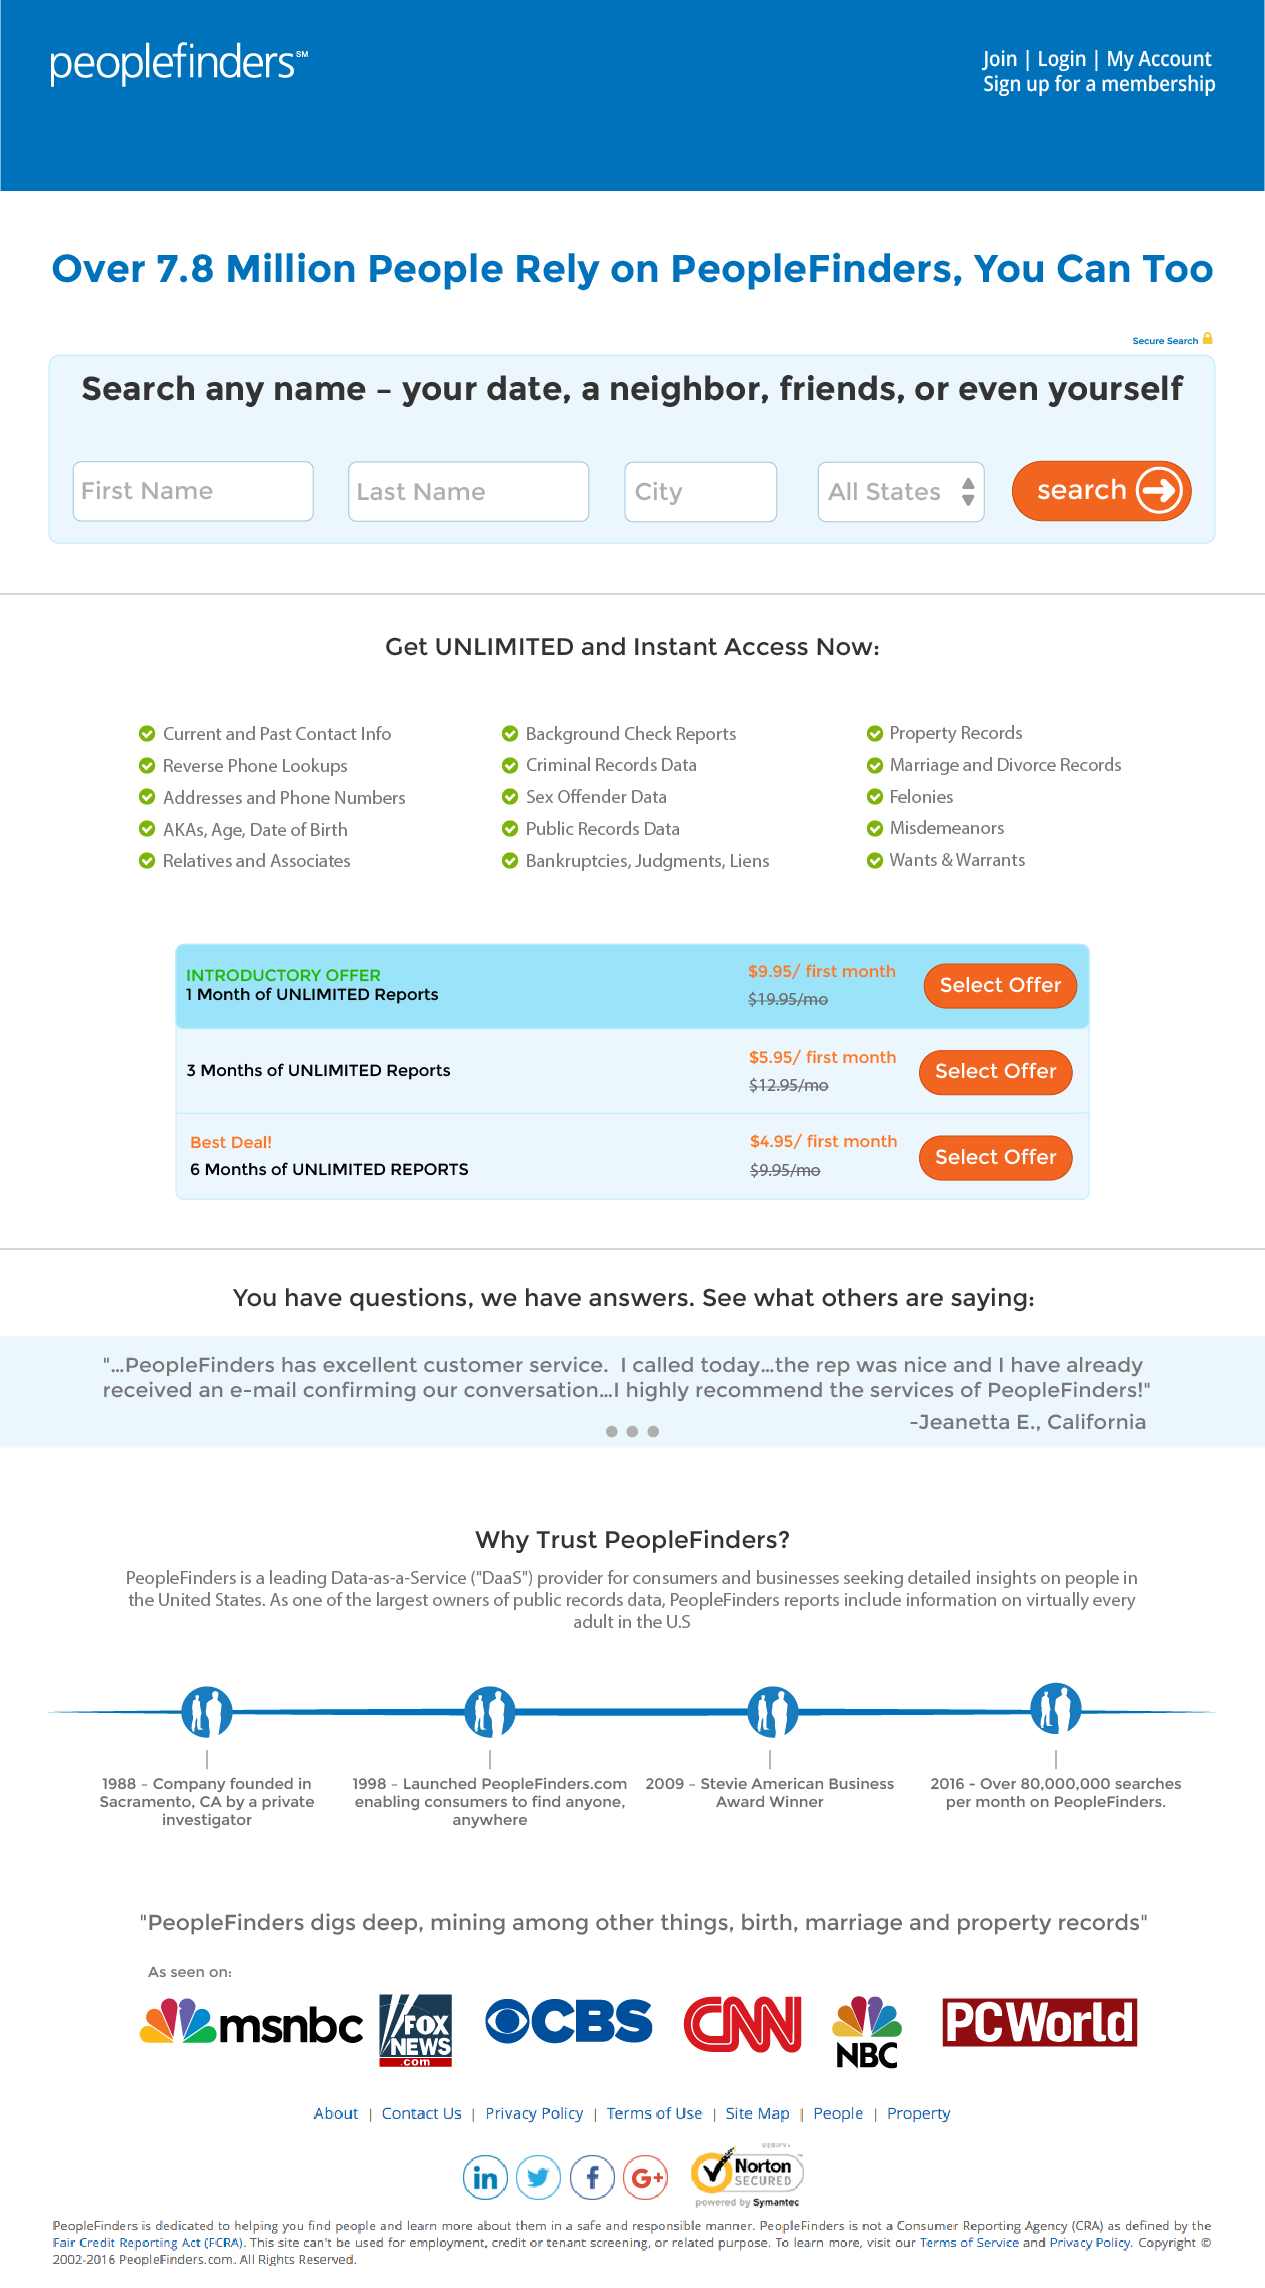 peoplefinders℠
Join | Login | My Account
Sign up for a membership
Over 7.8 Million People Rely on PeopleFinders, You Can Too
Secure Search
Search any name – your date, a neighbor, friends, or even yourself
First Name
Last Name
City
All States
search
Get UNLIMITED and Instant Access Now:
Current and Past Contact Info
Reverse Phone Lookups
Addresses and Phone Numbers
AKAs, Age, Date of Birth
Relatives and Associates
Background Check Reports
Criminal Records Data
Sex Offender Data
Public Records Data
Bankruptcies, Judgments, Liens
Property Records
Marriage and Divorce Records
Felonies
Misdemeanors
Wants & Warrants
INTRODUCTORY OFFER
1 Month of UNLIMITED Reports
$9.95/ first month
$19.95/mo
Select Offer
3 Months of UNLIMITED Reports
$5.95/ first month
$12.95/mo
Select Offer
Best Deal!
6 Months of UNLIMITED REPORTS
$4.95/ first month
$9.95/mo
Select Offer
You have questions, we have answers. See what others are saying:
"...PeopleFinders has excellent customer service.  I called today...the rep was nice and I have already
received an e-mail confirming our conversation...I highly recommend the services of PeopleFinders!"
-Jeanetta E., California
Why Trust PeopleFinders?
PeopleFinders is a leading Data-as-a-Service ("DaaS") provider for consumers and businesses seeking detailed insights on people in
the United States. As one of the largest owners of public records data, PeopleFinders reports include information on virtually every
adult in the U.S
1988 – Company founded in
Sacramento, CA by a private
investigator
1998 – Launched PeopleFinders.com
enabling consumers to find anyone,
anywhere
2009 – Stevie American Business
Award Winner
2016 - Over 80,000,000 searches
per month on PeopleFinders.
"PeopleFinders digs deep, mining among other things, birth, marriage and property records"
As seen on:
msnbc
FOX
NEWS
.com
CBS
CNN
NBC
PCWorld
About | Contact Us | Privacy Policy | Terms of Use | Site Map | People | Property
in
f
G+
VERIFY▸
Norton
SECURED
powered by Symantec
PeopleFinders is dedicated to helping you find people and learn more about them in a safe and responsible manner. PeopleFinders is not a Consumer Reporting Agency (CRA) as defined by the
Fair Credit Reporting Act (FCRA). This site can't be used for employment, credit or tenant screening, or related purpose. To learn more, visit our Terms of Service and Privacy Policy. Copyright ©
2002-2016 PeopleFinders.com. All Rights Reserved.